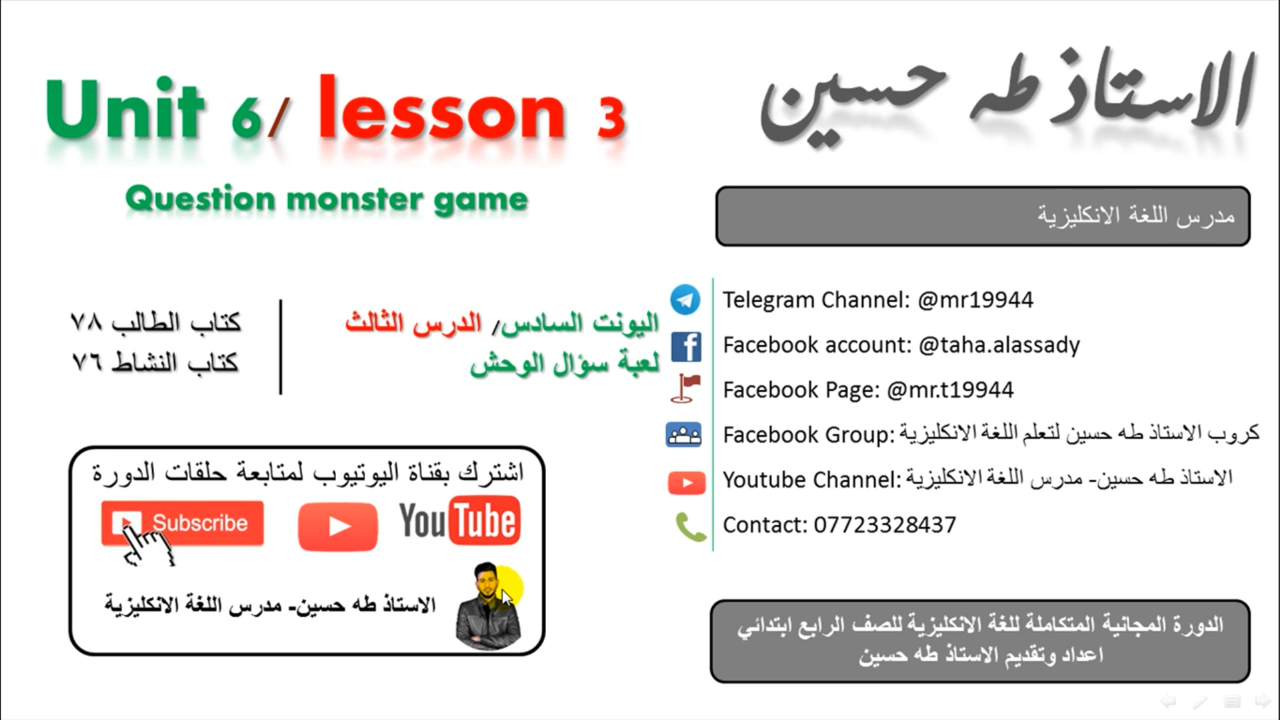 Unit 6/ lesson 3
Question monster game
الاستاذ طه حسين
مدرس اللغة الانكليزية
اليونت السادس/ الدرس الثالث
لعبة سؤال الوحش
كتاب الطالب ٧٨
كتاب النشاط ٧٦
Telegram Channel: @mr19944
Facebook account: @taha.alassady
Facebook Page: @mr.t19944
Facebook Group: كروب الاستاذ طه حسين لتعلم اللغة الانكليزية
Youtube Channel: الاستاذ طه حسين- مدرس اللغة الانكليزية
Contact: 07723328437
اشترك بقناة اليوتيوب لمتابعة حلقات الدورة
Subscribe
YouTube
الاستاذ طه حسين- مدرس اللغة الانكليزية
الدورة المجانية المتكاملة للغة الانكليزية للصف الرابع ابتدائي
اعداد وتقديم الاستاذ طه حسين